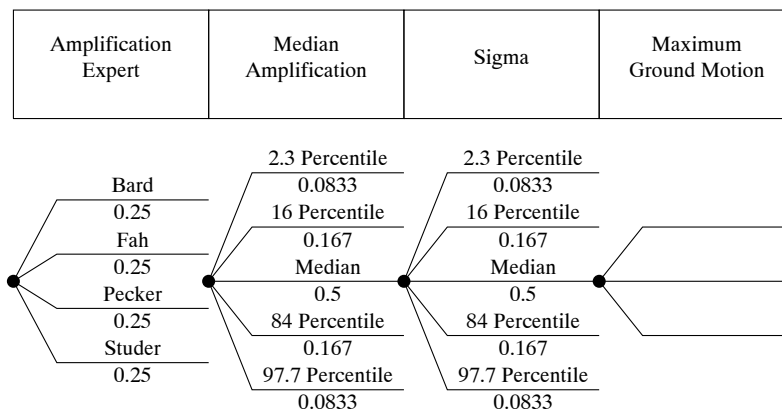 Amplification
Expert
Median
Amplification
Sigma
Maximum
Ground Motion
Bard
0.25
Fah
0.25
Pecker
0.25
Studer
0.25
2.3 Percentile
0.0833
16 Percentile
0.167
Median
0.5
84 Percentile
0.167
97.7 Percentile
0.0833
2.3 Percentile
0.0833
16 Percentile
0.167
Median
0.5
84 Percentile
0.167
97.7 Percentile
0.0833